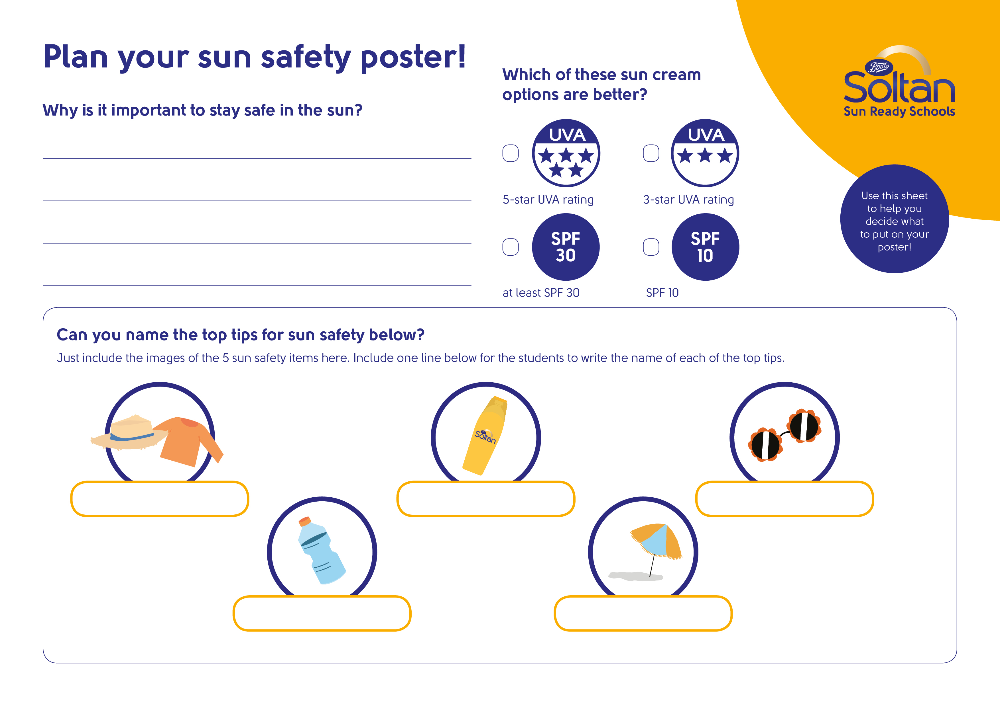 Plan your sun safety poster!
Why is it important to stay safe in the sun?
Which of these sun cream
options are better?
UVA
5-star UVA rating
UVA
3-star UVA rating
SPF
30
at least SPF 30
SPF
10
SPF 10
Boots
Soltan
Sun Ready Schools
Use this sheet
to help you
decide what
to put on your
poster!
Can you name the top tips for sun safety below?
Just include the images of the 5 sun safety items here. Include one line below for the students to write the name of each of the top tips.
Soltan